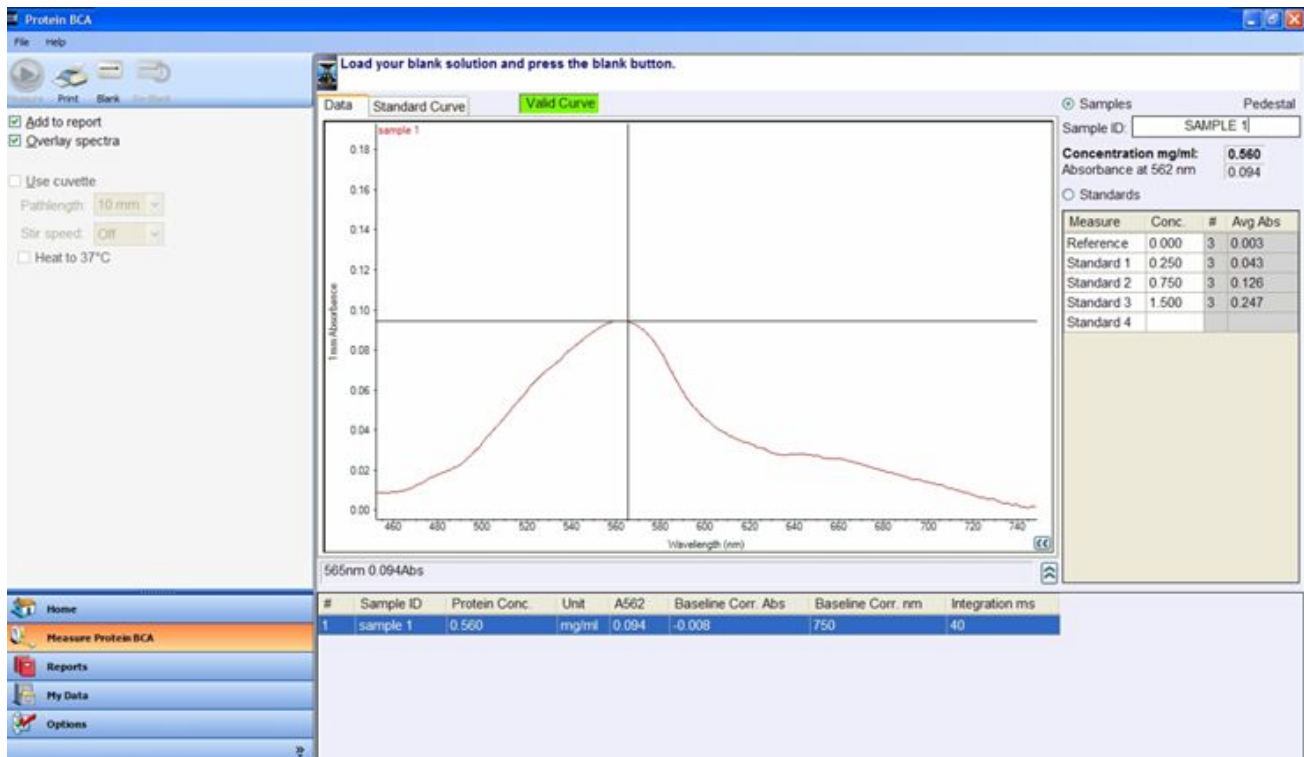 Protein BCA
File Help
Measure Print Blank Re-Blank
Add to report
Overlay spectra
Use cuvette
Pathlength: 10 mm
Stir speed: Off
Heat to 37°C
Home
Measure Protein BCA
Reports
My Data
Options
Load your blank solution and press the blank button.
Data Standard Curve Valid Curve
sample 1
0.18
0.16
0.14
0.12
0.10
0.08
0.06
0.04
0.02
0.00
1mm Absorbance
460 480 500 520 540 560 580 600 620 640 660 680 700 720 740
Wavelength (nm)
565nm 0.094Abs
Samples Pedestal
Sample ID: SAMPLE 1
Concentration mg/ml: 0.560
Absorbance at 562 nm 0.094
Standards
Measure Conc. # Avg Abs
Reference 0.000 3 0.003
Standard 1 0.250 3 0.043
Standard 2 0.750 3 0.126
Standard 3 1.500 3 0.247
Standard 4
# Sample ID Protein Conc. Unit A562 Baseline Corr. Abs Baseline Corr. nm Integration ms
1 sample 1 0.560 mg/ml 0.094 -0.008 750 40